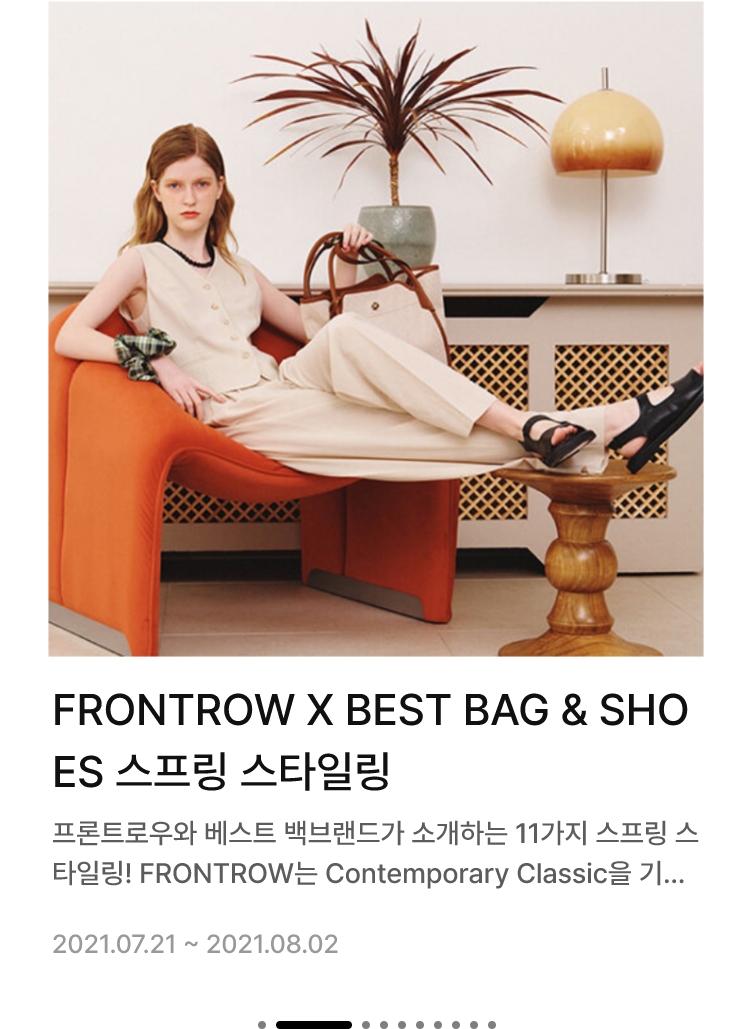 FRONTROW X BEST BAG & SHO
ES 스프링 스타일링
프론트로우와 베스트 백브랜드가 소개하는 11가지 스프링 스
타일링! FRONTROW는 Contemporary Classic을 기...
2021.07.21 ~ 2021.08.02